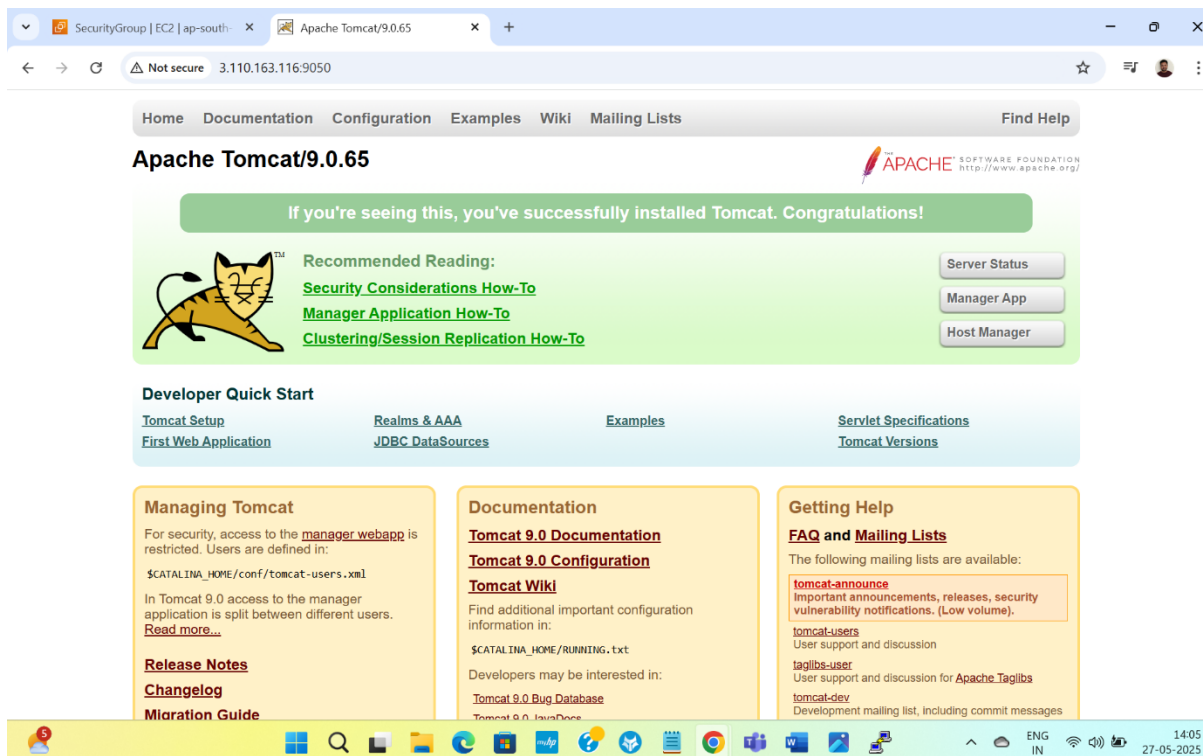 SecurityGroup | EC2 | ap-south-
Apache Tomcat/9.0.65
Not secure 3.110.163.116:9050
Home Documentation Configuration Examples Wiki Mailing Lists Find Help
Apache Tomcat/9.0.65
THE APACHE SOFTWARE FOUNDATION
http://www.apache.org/
If you're seeing this, you've successfully installed Tomcat. Congratulations!
TM
Recommended Reading:
Security Considerations How-To
Manager Application How-To
Clustering/Session Replication How-To
Server Status
Manager App
Host Manager
Developer Quick Start
Tomcat Setup
First Web Application
Realms & AAA
JDBC DataSources
Examples
Servlet Specifications
Tomcat Versions
Managing Tomcat
For security, access to the manager webapp is
restricted. Users are defined in:
$CATALINA_HOME/conf/tomcat-users.xml
In Tomcat 9.0 access to the manager
application is split between different users.
Read more...
Release Notes
Changelog
Migration Guide
Documentation
Tomcat 9.0 Documentation
Tomcat 9.0 Configuration
Tomcat Wiki
Find additional important configuration
information in:
$CATALINA_HOME/RUNNING.txt
Developers may be interested in:
Tomcat 9.0 Bug Database
Tomcat 9.0 JavaDocs
Getting Help
FAQ and Mailing Lists
The following mailing lists are available:
tomcat-announce
Important announcements, releases, security
vulnerability notifications. (Low volume).
tomcat-users
User support and discussion
taglibs-user
User support and discussion for Apache Taglibs
tomcat-dev
Development mailing list, including commit messages
5
myhp
ENG
IN